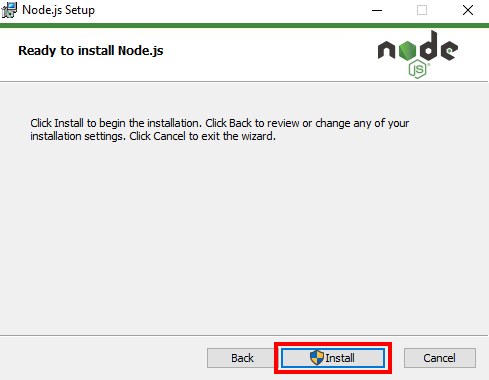 Node.js Setup
Ready to install Node.js
node
JS
Click Install to begin the installation. Click Back to review or change any of your
installation settings. Click Cancel to exit the wizard.
Back
Install
Cancel